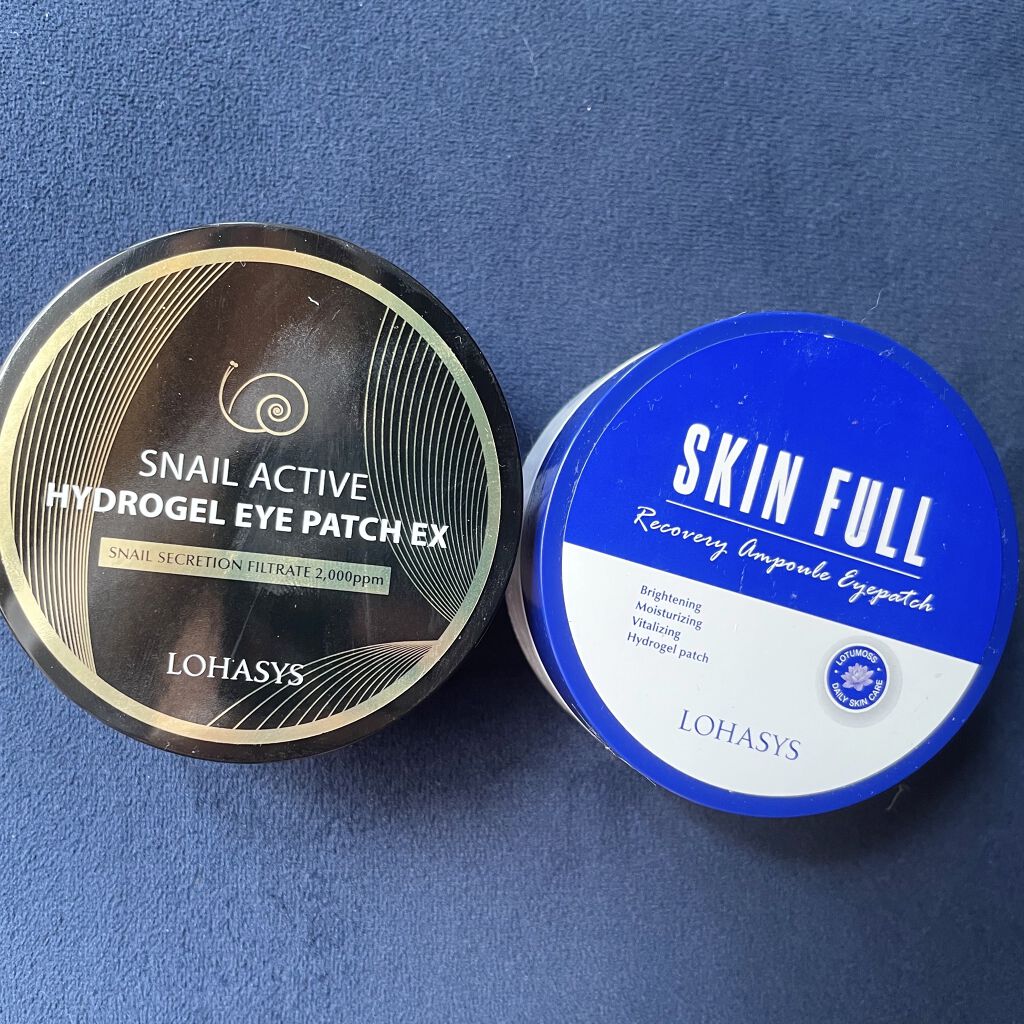 SNAIL ACTIVE
HYDROGEL EYE PATCH EX
SNAIL SECRETION FILTRATE 2,000ppm
LOHASYS
SKIN FULL
Recovery Ampoule Eyepatch
Brightening
Moisturizing
Vitalizing
Hydrogel patch
LOTUMOSS
DAILY SKIN CARE
LOHASYS